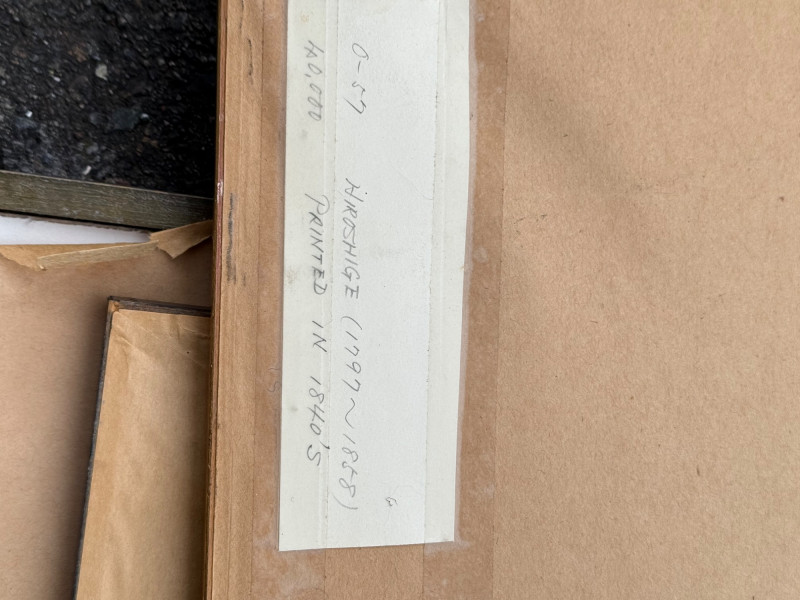 0-57 HIROSHIGE (1797~1858)
40,000 PRINTED IN 1840'S